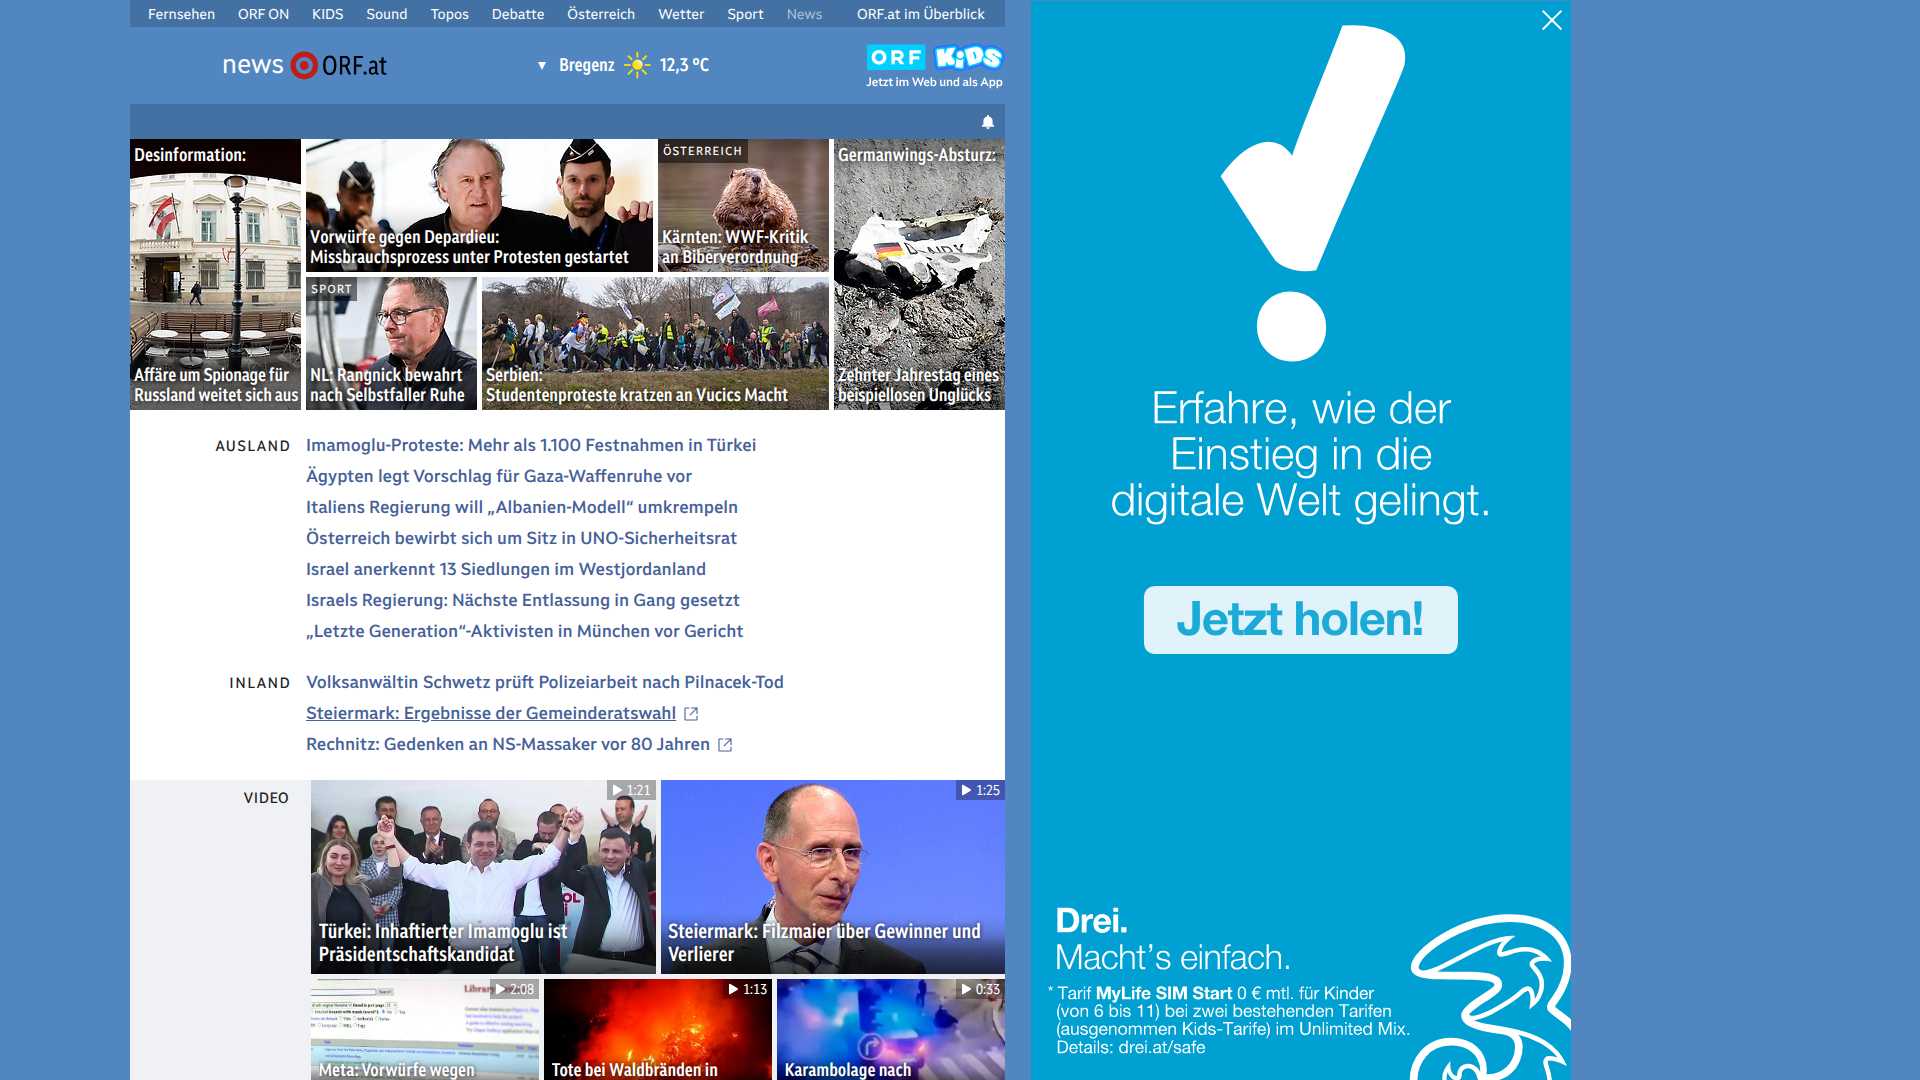 Fernsehen ORF ON KIDS Sound Topos Debatte Österreich Wetter Sport News ORF.at im Überblick
news ORF.at
Bregenz 12,3 °C
ORF KiDS
Jetzt im Web und als App
Desinformation:
Affäre um Spionage für
Russland weitet sich aus
Vorwürfe gegen Depardieu:
Missbrauchsprozess unter Protesten gestartet
ÖSTERREICH
Kärnten: WWF-Kritik
an Biberverordnung
Germanwings-Absturz:
Zehnter Jahrestag eines
beispiellosen Unglücks
SPORT
NL: Rangnick bewahrt
nach Selbstfaller Ruhe
Serbien:
Studentenproteste kratzen an Vucics Macht
AUSLAND
Imamoglu-Proteste: Mehr als 1.100 Festnahmen in Türkei
Ägypten legt Vorschlag für Gaza-Waffenruhe vor
Italiens Regierung will „Albanien-Modell“ umkrempeln
Österreich bewirbt sich um Sitz in UNO-Sicherheitsrat
Israel anerkennt 13 Siedlungen im Westjordanland
Israels Regierung: Nächste Entlassung in Gang gesetzt
„Letzte Generation“-Aktivisten in München vor Gericht
INLAND
Volksanwältin Schwetz prüft Polizeiarbeit nach Pilnacek-Tod
Steiermark: Ergebnisse der Gemeinderatswahl
Rechnitz: Gedenken an NS-Massaker vor 80 Jahren
VIDEO
1:21
Türkei: Inhaftierter Imamoglu ist
Präsidentschaftskandidat
1:25
Steiermark: Filzmaier über Gewinner und
Verlierer
2:08
Meta: Vorwürfe wegen
1:13
Tote bei Waldbränden in
0:33
Karambolage nach
Erfahre, wie der
Einstieg in die
digitale Welt gelingt.
Jetzt holen!
Drei.
Macht’s einfach.
* Tarif MyLife SIM Start 0 € mtl. für Kinder
(von 6 bis 11) bei zwei bestehenden Tarifen
(ausgenommen Kids-Tarife) im Unlimited Mix.
Details: drei.at/safe